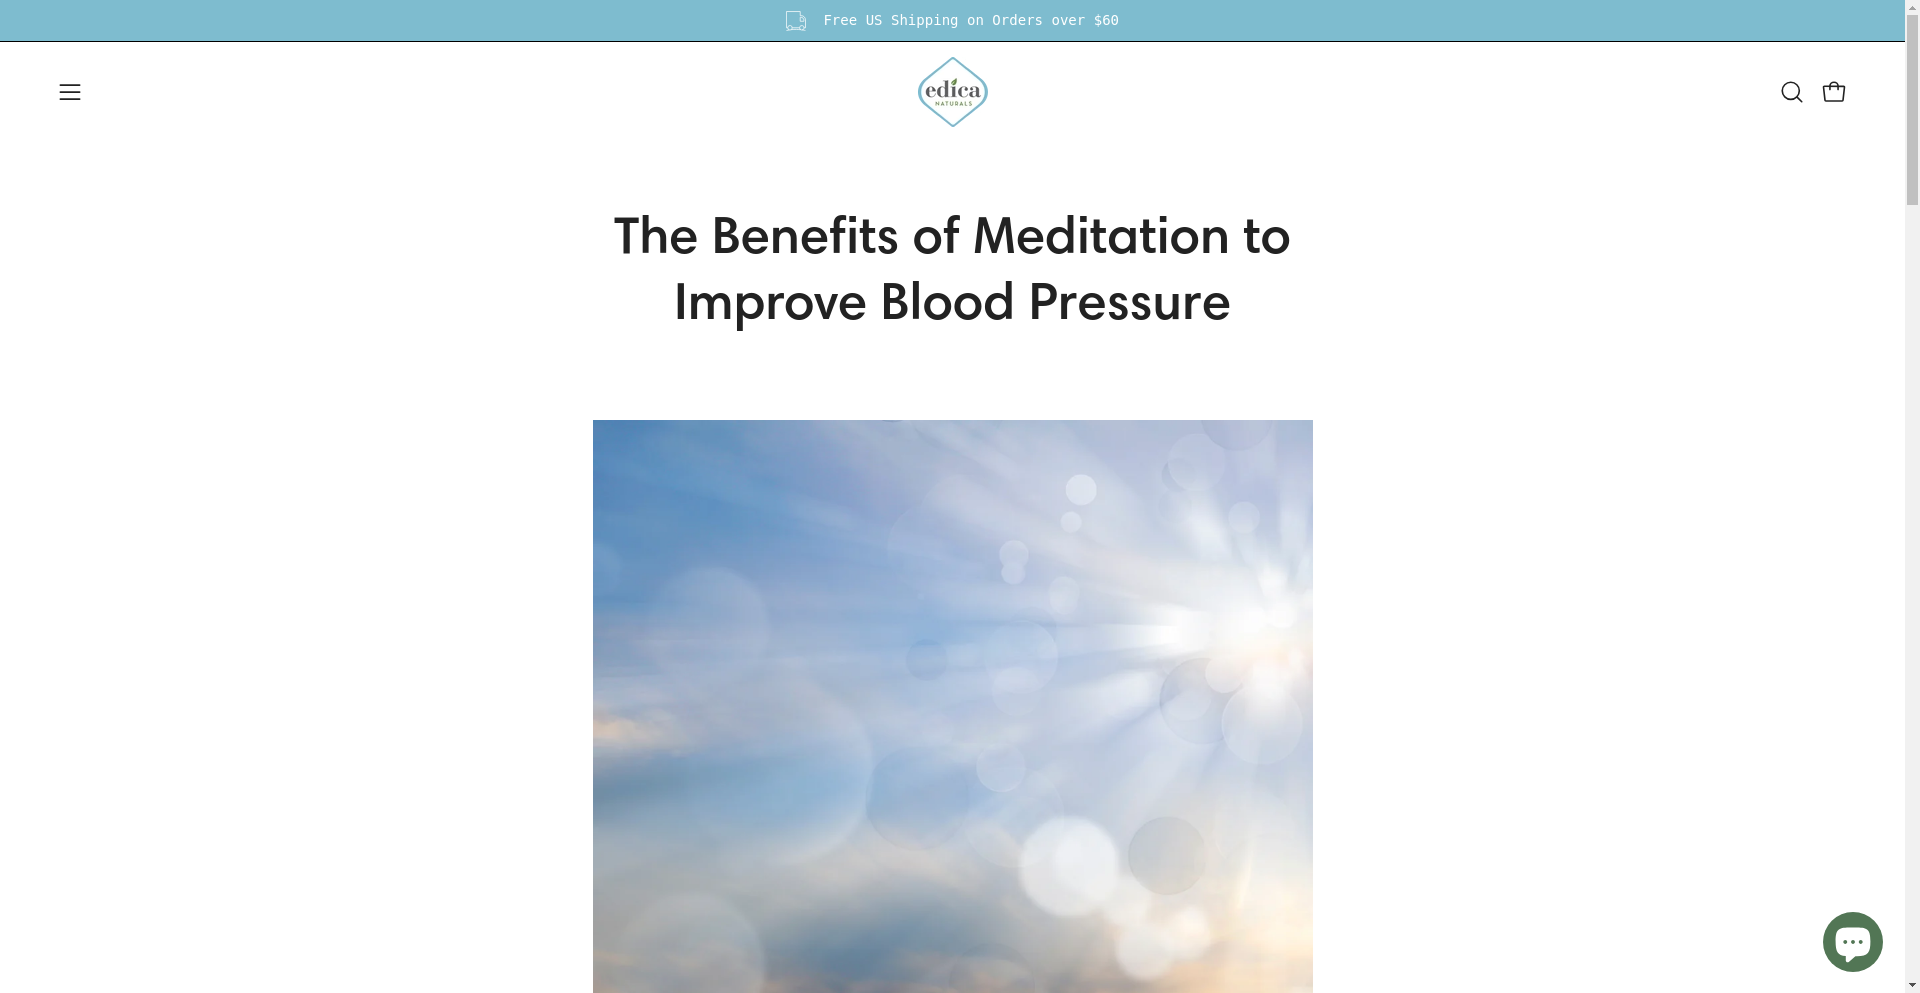 Free US Shipping on Orders over $60
edica
NATURALS
The Benefits of Meditation to
Improve Blood Pressure